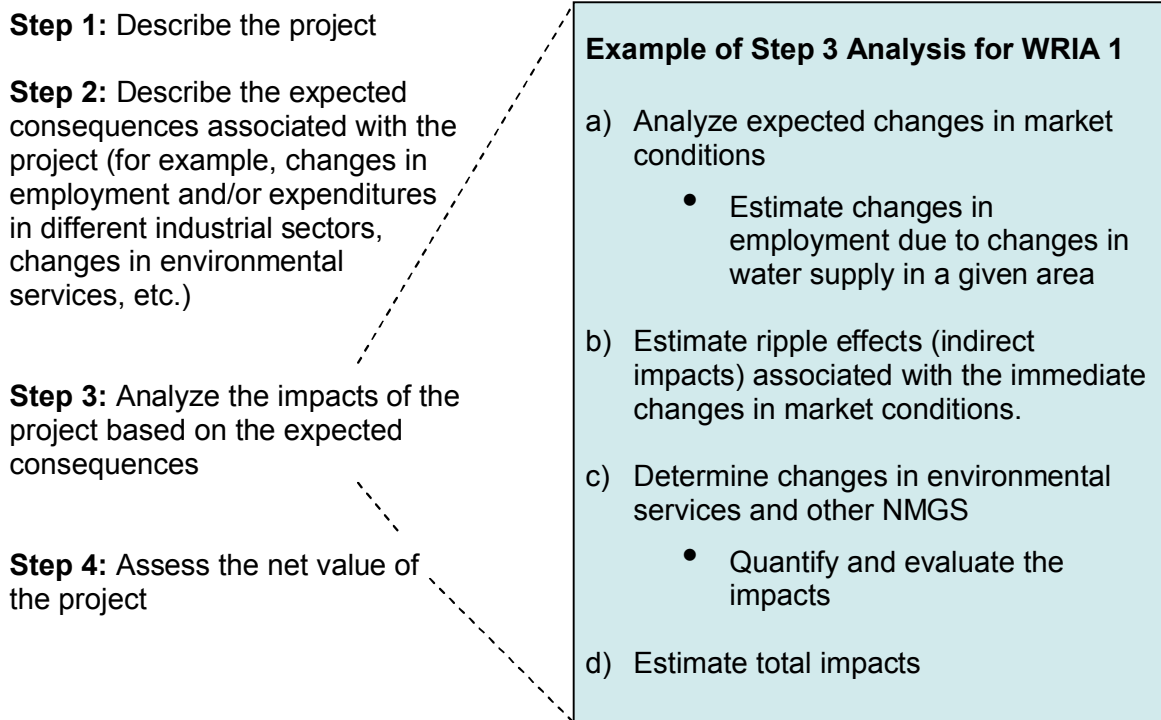 Step 1: Describe the project
Step 2: Describe the expected
consequences associated with the
project (for example, changes in
employment and/or expenditures
in different industrial sectors,
changes in environmental
services, etc.)
Step 3: Analyze the impacts of the
project based on the expected
consequences
Step 4: Assess the net value of
the project
Example of Step 3 Analysis for WRIA 1
a) Analyze expected changes in market
conditions
• Estimate changes in
employment due to changes in
water supply in a given area
b) Estimate ripple effects (indirect
impacts) associated with the immediate
changes in market conditions.
c) Determine changes in environmental
services and other NMGS
• Quantify and evaluate the
impacts
d) Estimate total impacts